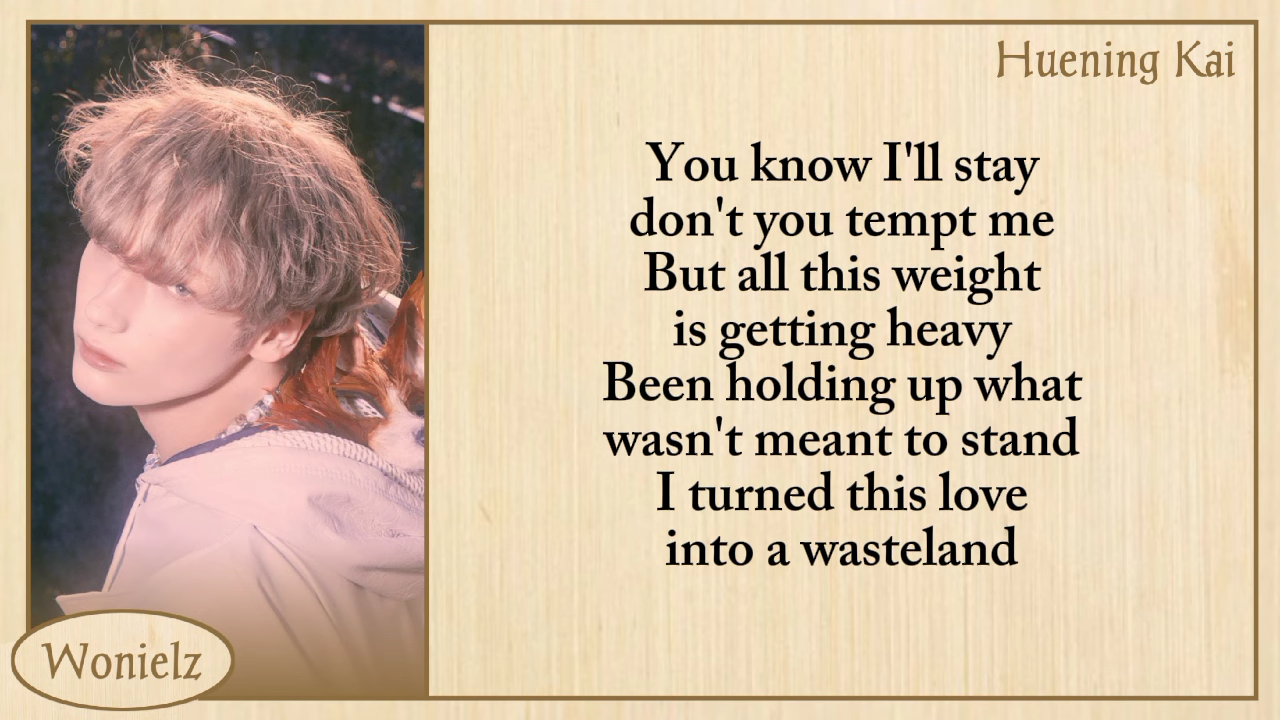 Huening Kai
You know I'll stay
don't you tempt me
But all this weight
is getting heavy
Been holding up what
wasn't meant to stand
I turned this love
into a wasteland
Wonielz